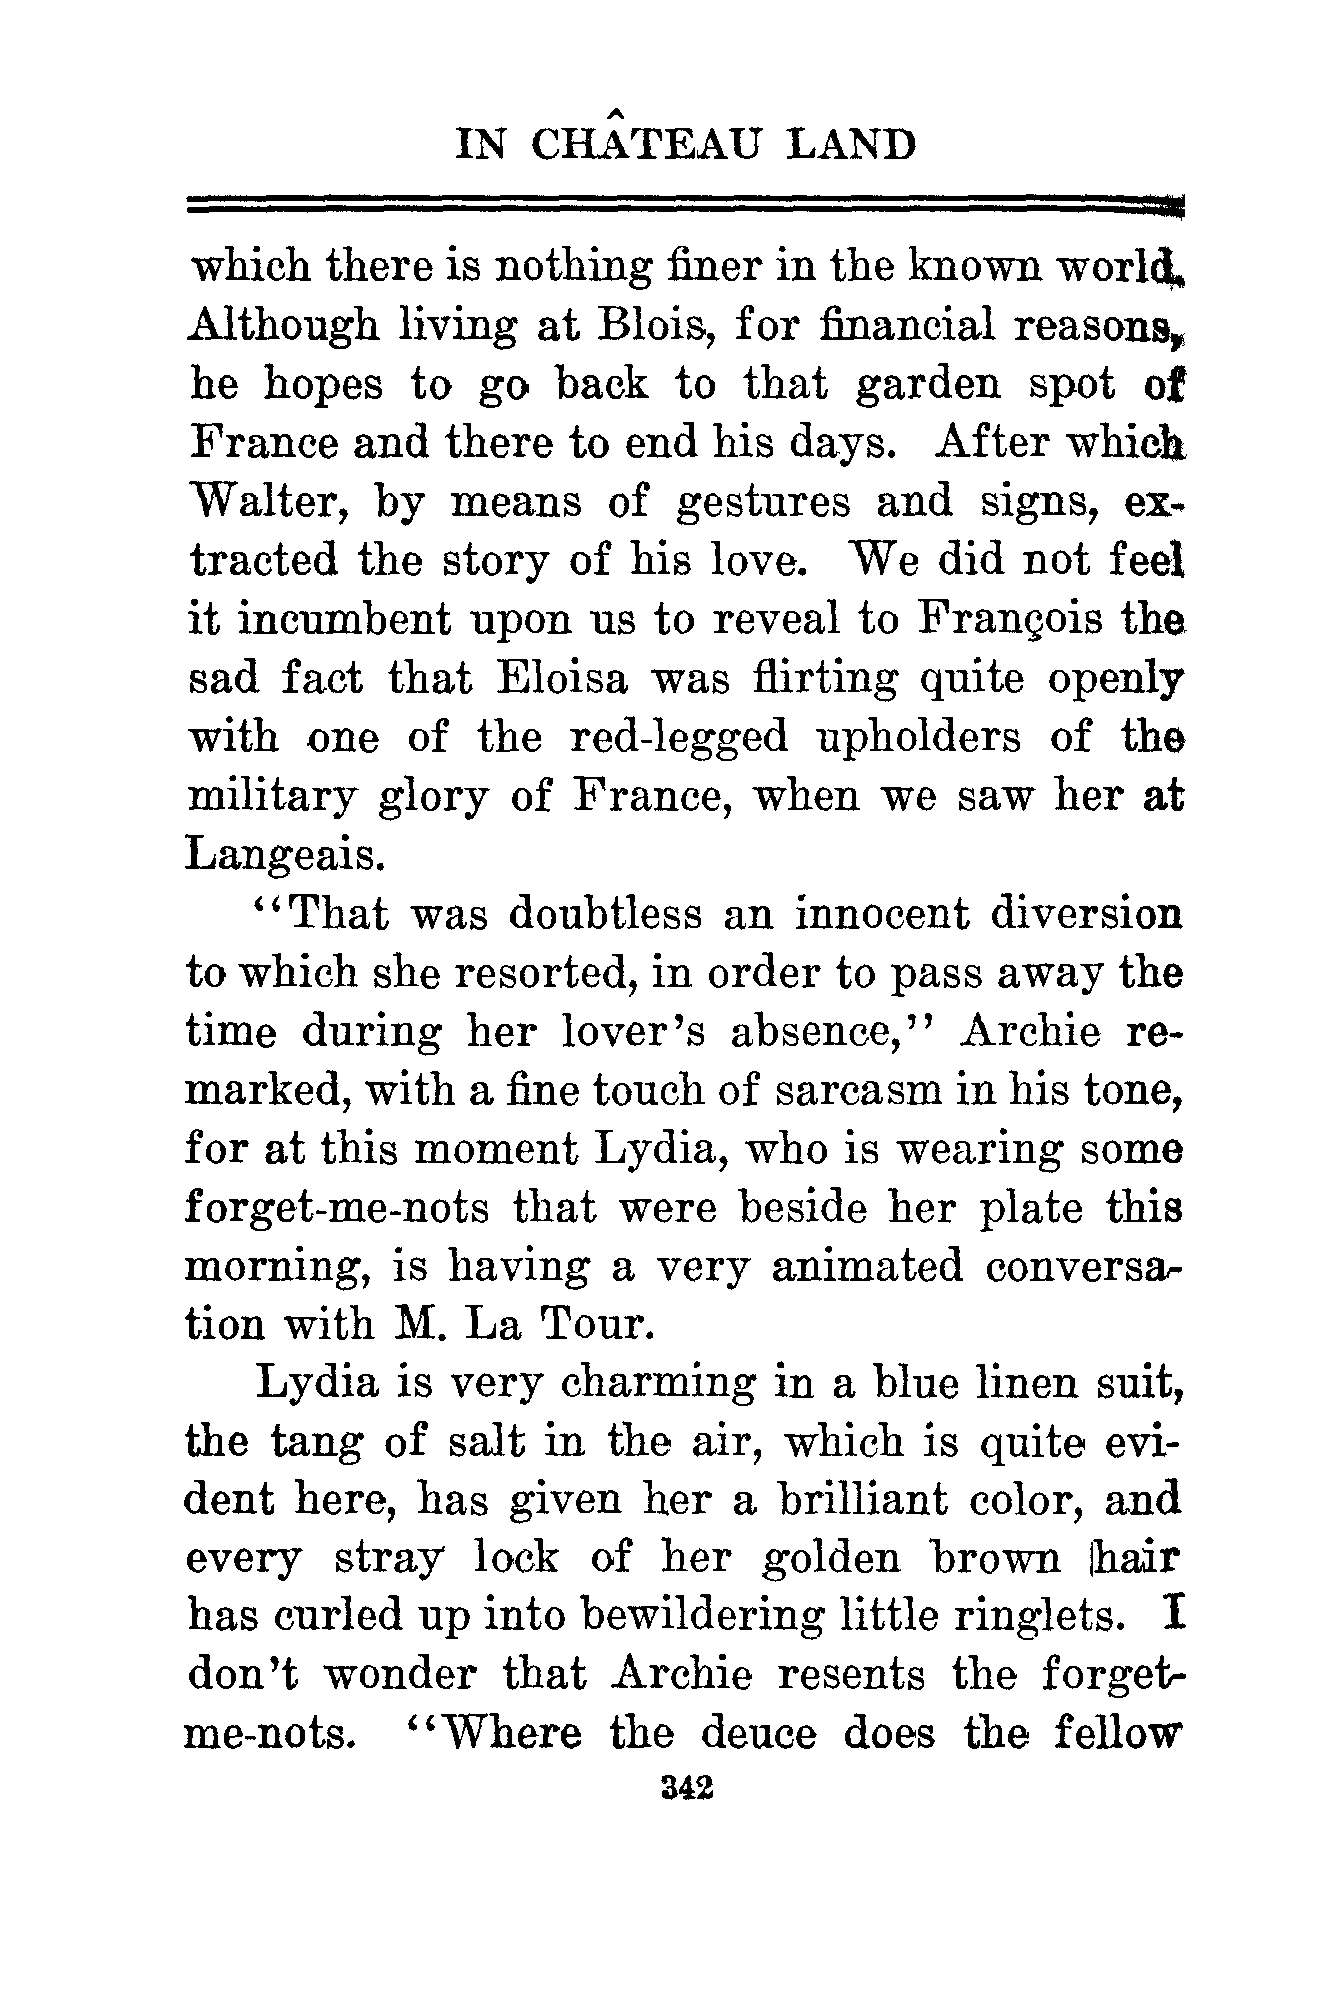 IN CHÂTEAU LAND
which there is nothing finer in the known world.
Although living at Blois, for financial reasons,
he hopes to go back to that garden spot of
France and there to end his days. After which
Walter, by means of gestures and signs, ex-
tracted the story of his love. We did not feel
it incumbent upon us to reveal to François the
sad fact that Eloisa was flirting quite openly
with one of the red-legged upholders of the
military glory of France, when we saw her at
Langeais.
"That was doubtless an innocent diversion
to which she resorted, in order to pass away the
time during her lover's absence," Archie re-
marked, with a fine touch of sarcasm in his tone,
for at this moment Lydia, who is wearing some
forget-me-nots that were beside her plate this
morning, is having a very animated conversa-
tion with M. La Tour.
Lydia is very charming in a blue linen suit,
the tang of salt in the air, which is quite evi-
dent here, has given her a brilliant color, and
every stray lock of her golden brown hair
has curled up into bewildering little ringlets. I
don't wonder that Archie resents the forget-
me-nots. "Where the deuce does the fellow
342